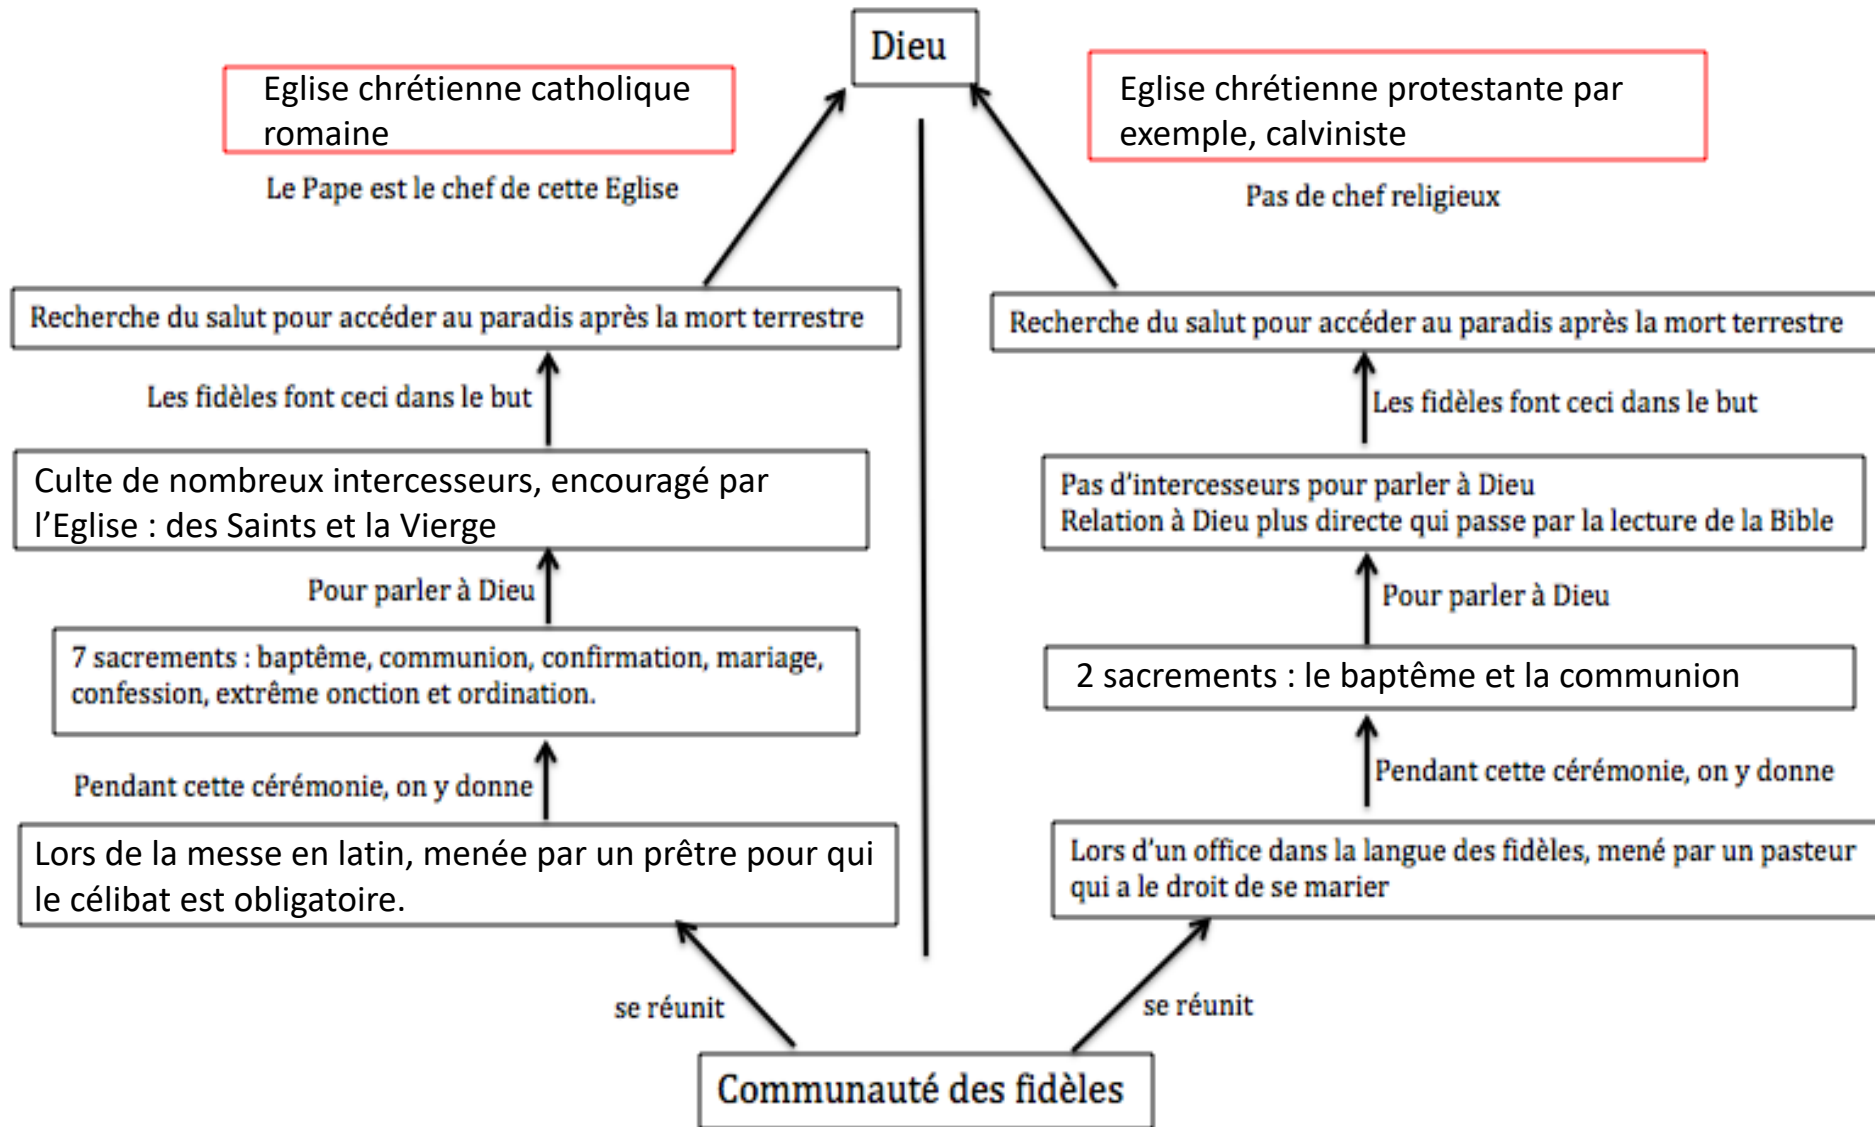 Dieu
Eglise chrétienne catholique
romaine
Le Pape est le chef de cette Eglise
Recherche du salut pour accéder au paradis après la mort terrestre
Les fidèles font ceci dans le but
Culte de nombreux intercesseurs, encouragé par
l’Eglise : des Saints et la Vierge
Pour parler à Dieu
7 sacrements : baptême, communion, confirmation, mariage,
confession, extrême onction et ordination.
Pendant cette cérémonie, on y donne
Lors de la messe en latin, menée par un prêtre pour qui
le célibat est obligatoire.
se réunit
Eglise chrétienne protestante par
exemple, calviniste
Pas de chef religieux
Recherche du salut pour accéder au paradis après la mort terrestre
Les fidèles font ceci dans le but
Pas d’intercesseurs pour parler à Dieu
Relation à Dieu plus directe qui passe par la lecture de la Bible
Pour parler à Dieu
2 sacrements : le baptême et la communion
Pendant cette cérémonie, on y donne
Lors d’un office dans la langue des fidèles, mené par un pasteur
qui a le droit de se marier
se réunit
Communauté des fidèles